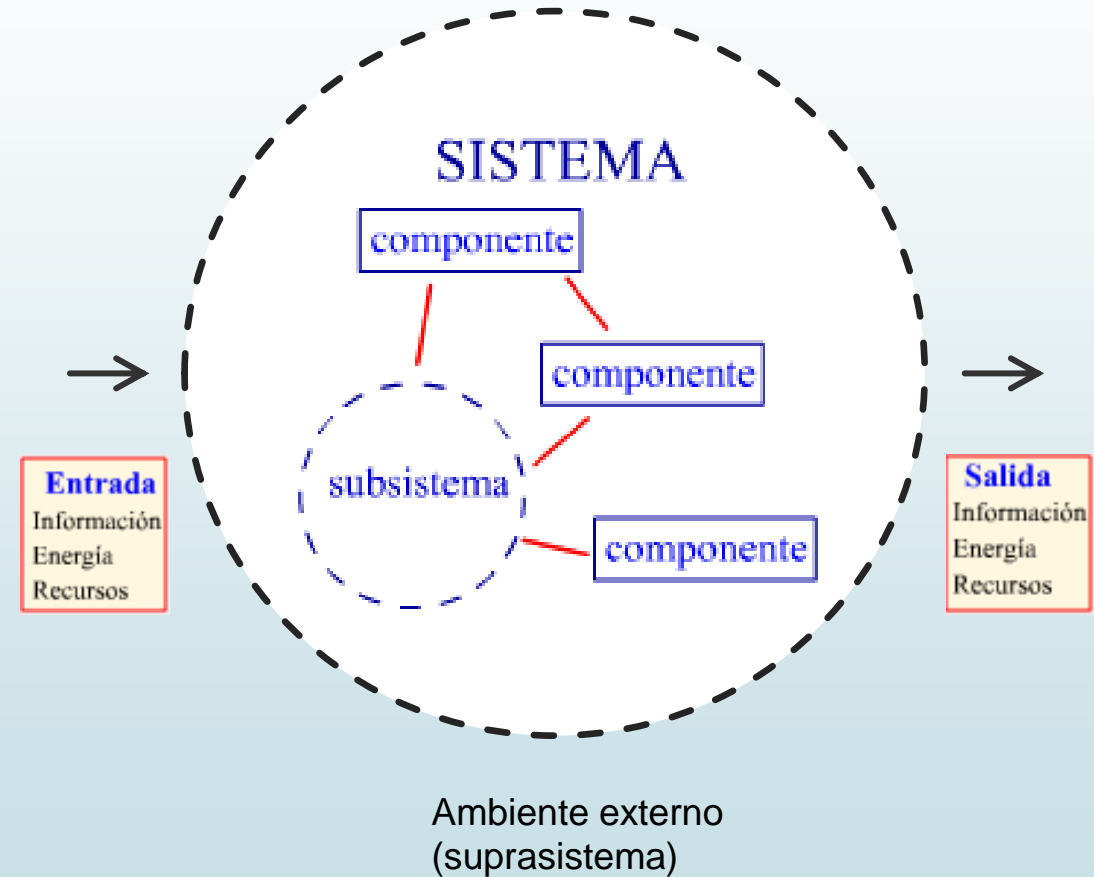 SISTEMA
componente
componente
subsistema
componente
Entrada
Información
Energía
Recursos
Salida
Información
Energía
Recursos
Ambiente externo
(suprasistema)